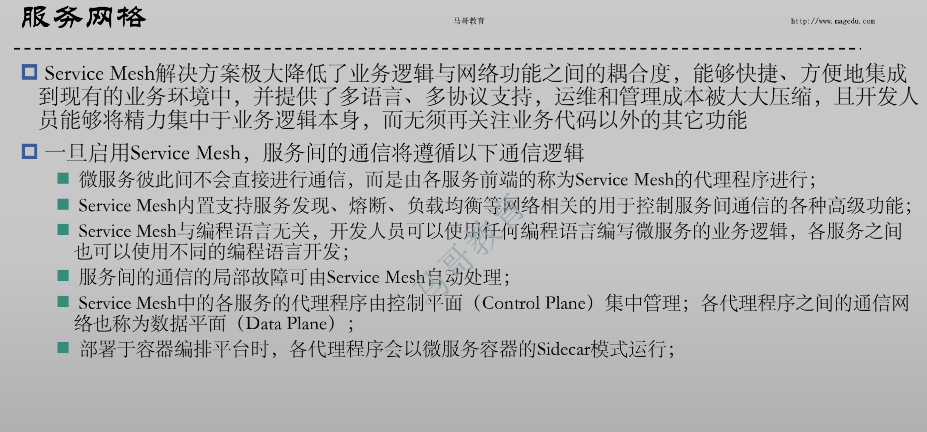 服务网格
马哥教育
http://www.magedu.com
Service Mesh解决方案极大降低了业务逻辑与网络功能之间的耦合度，能够快捷、方便地集成
到现有的业务环境中，并提供了多语言、多协议支持，运维和管理成本被大大压缩，且开发人
员能够将精力集中于业务逻辑本身，而无须再关注业务代码以外的其它功能
一旦启用Service Mesh，服务间的通信将遵循以下通信逻辑
微服务彼此间不会直接进行通信，而是由各服务前端的称为Service Mesh的代理程序进行；
Service Mesh内置支持服务发现、熔断、负载均衡等网络相关的用于控制服务间通信的各种高级功能；
Service Mesh与编程语言无关，开发人员可以使用任何编程语言编写微服务的业务逻辑，各服务之间
也可以使用不同的编程语言开发；
服务间的通信的局部故障可由Service Mesh自动处理；
Service Mesh中的各服务的代理程序由控制平面（Control Plane）集中管理；各代理程序之间的通信网
络也称为数据平面（Data Plane）；
部署于容器编排平台时，各代理程序会以微服务容器的Sidecar模式运行；
马哥教育